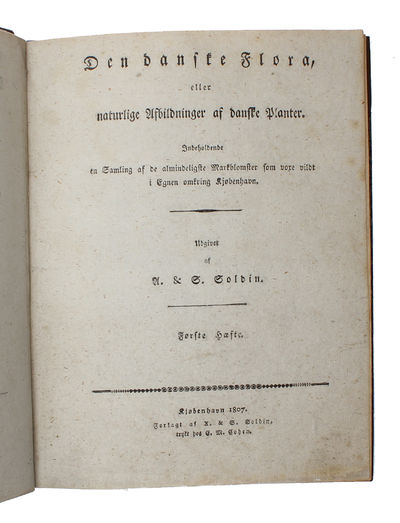 Den danske Flora,
eller
naturlige Afbildninger af danske Planter.
Indeholdende
en Samling af de almindeligste Markblomster som voxe vildt
i Egnen omkring Kjøbenhavn.
Udgivet
af
A. & S. Soldin.
Første Hæfte.
Kjøbenhavn 1807.
Forlagt af A. & S. Soldin,
trykt hos C. M. Cohen.